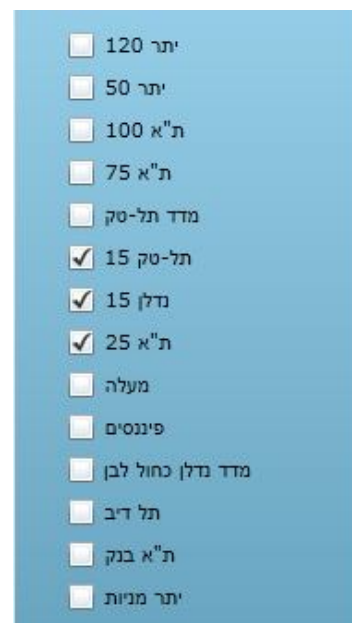 יתר 120
יתר 50
ת"א 100
ת"א 75
מדד תל-טק
תל-טק 15
נדלן 15
ת"א 25
מעלה
פיננסים
מדד נדלן כחול לבן
תל דיב
ת"א בנק
יתר מניות